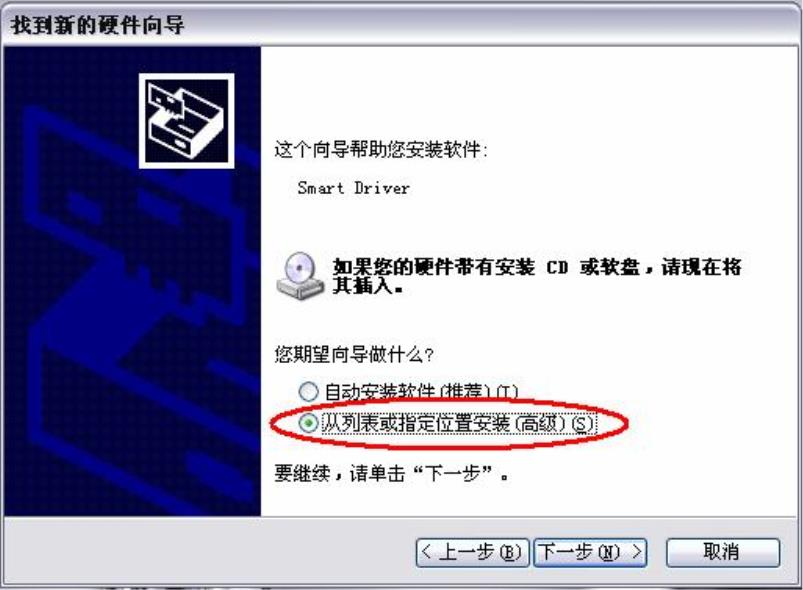 找到新的硬件向导
这个向导帮助您安装软件:
Smart Driver
如果您的硬件带有安装 CD 或软盘，请现在将
其插入。
您期望向导做什么?
自动安装软件(推荐)(I)
从列表或指定位置安装(高级)(S)
要继续，请单击“下一步”。
< 上一步(B)
下一步(N) >
取消